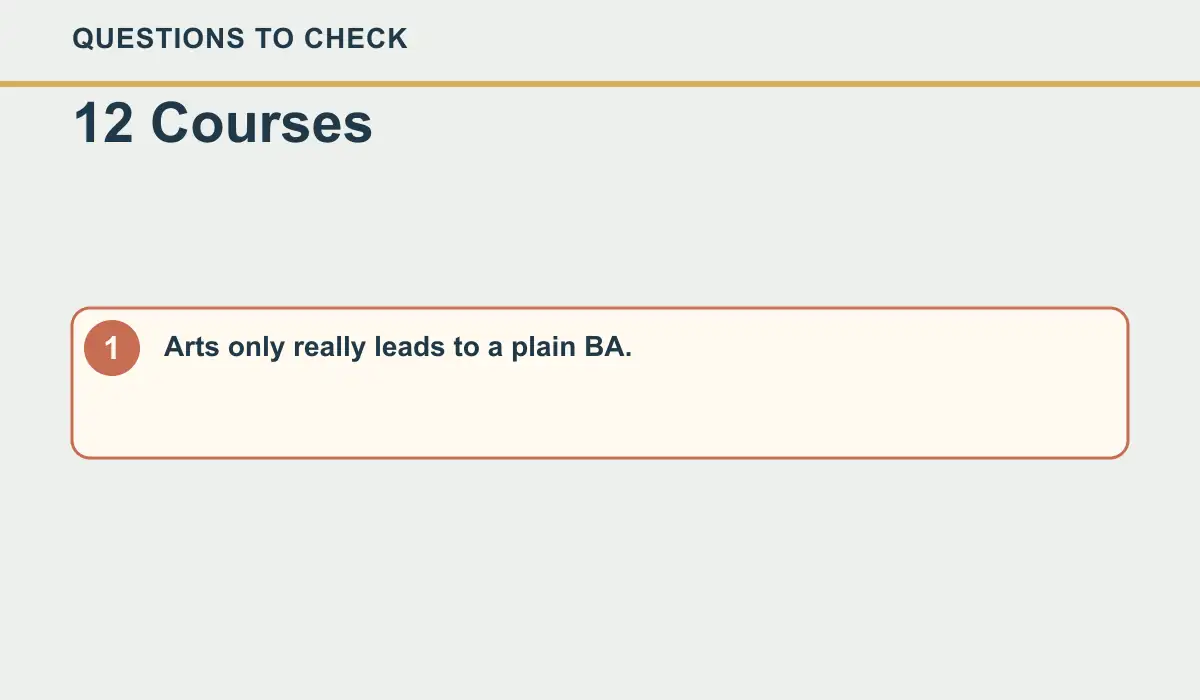 QUESTIONS TO CHECK
12 Courses
1
Arts only really leads to a plain BA.